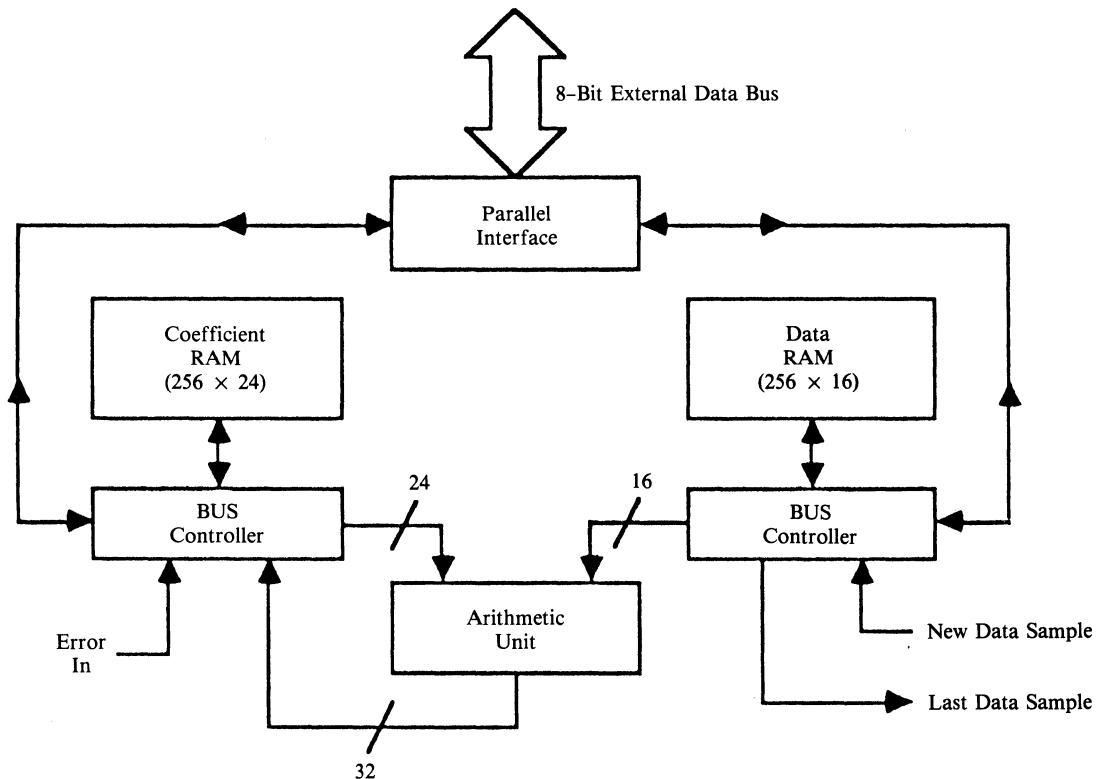 8-Bit External Data Bus
Parallel
Interface
Coefficient
RAM
(256 × 24)
Data
RAM
(256 × 16)
24
16
BUS
Controller
BUS
Controller
Arithmetic
Unit
Error
In
New Data Sample
Last Data Sample
32